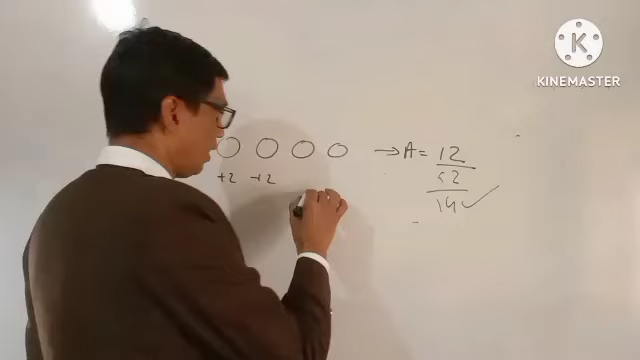 K
KINEMASTER
→ A = 12
+2
14 ✓
+2 +2